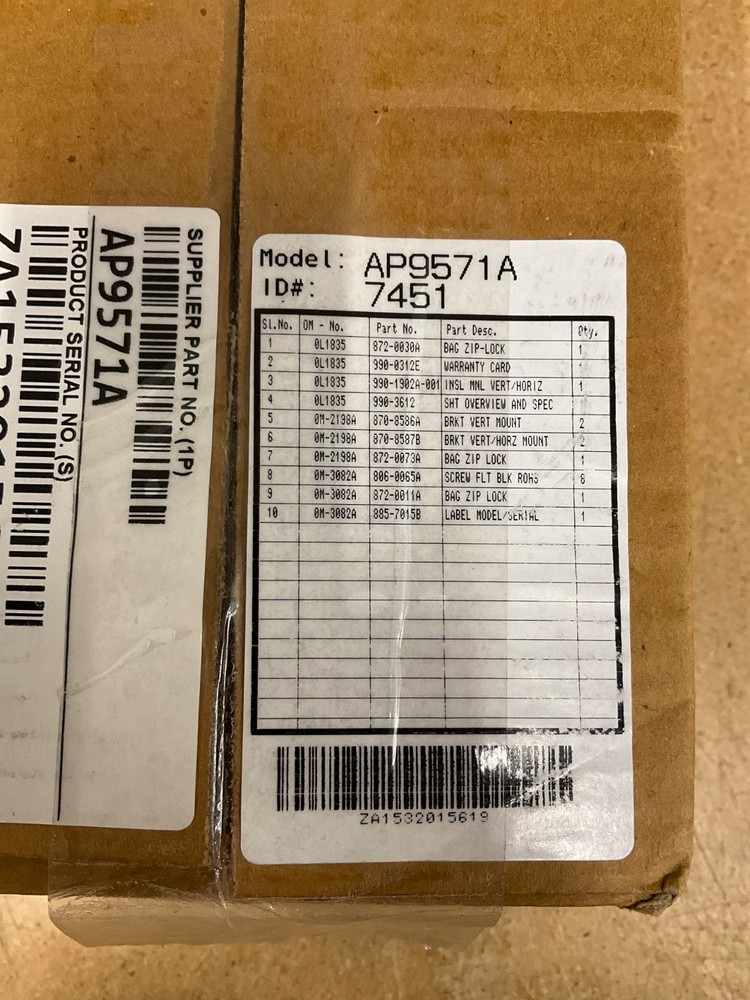 SUPPLIER PART NO. (1P)
AP9571A
PRODUCT SERIAL NO. (S)
Model: AP9571A
ID#: 7451
Sl.No. OM - No. Part No. Part Desc. Qty.
1 0L1835 872-0030A BAG ZIP-LOCK 1
2 0L1835 990-0312E WARRANTY CARD 1
3 0L1835 990-1902A-001 INSL MNL VERT/HORIZ 1
4 0L1835 990-3612 SHT OVERVIEW AND SPEC
5 0M-2198A 870-8586A BRKT VERT MOUNT 2
6 0M-2198A 870-8587B BRKT VERT/HORZ MOUNT 2
7 0M-2198A 872-0073A BAG ZIP LOCK 1
8 0M-3082A 806-0065A SCREW FLT BLK ROHS 8
9 0M-3082A 872-0011A BAG ZIP LOCK 1
10 0M-3082A 885-7015B LABEL MODEL/SERIAL 1
ZA1532015619